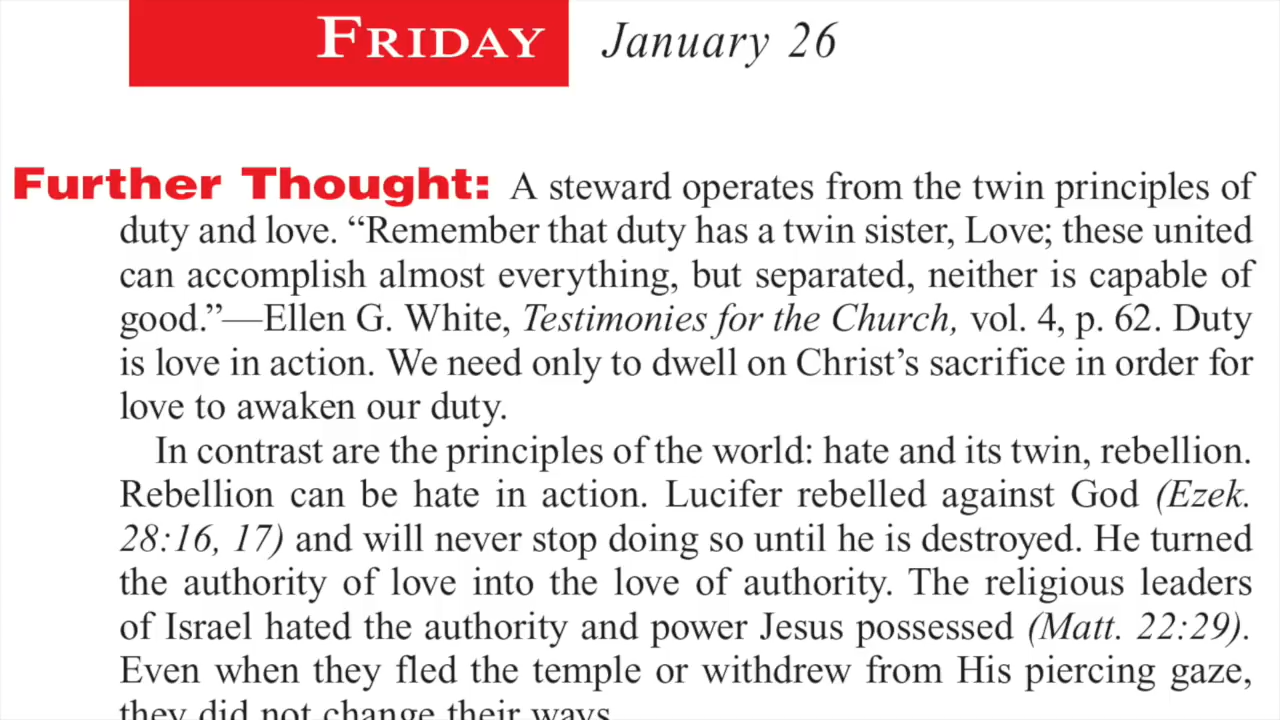 FRIDAY January 26
Further Thought: A steward operates from the twin principles of
duty and love. “Remember that duty has a twin sister, Love; these united
can accomplish almost everything, but separated, neither is capable of
good.”—Ellen G. White, Testimonies for the Church, vol. 4, p. 62. Duty
is love in action. We need only to dwell on Christ’s sacrifice in order for
love to awaken our duty.
In contrast are the principles of the world: hate and its twin, rebellion.
Rebellion can be hate in action. Lucifer rebelled against God (Ezek.
28:16, 17) and will never stop doing so until he is destroyed. He turned
the authority of love into the love of authority. The religious leaders
of Israel hated the authority and power Jesus possessed (Matt. 22:29).
Even when they fled the temple or withdrew from His piercing gaze,
they did not change their ways.